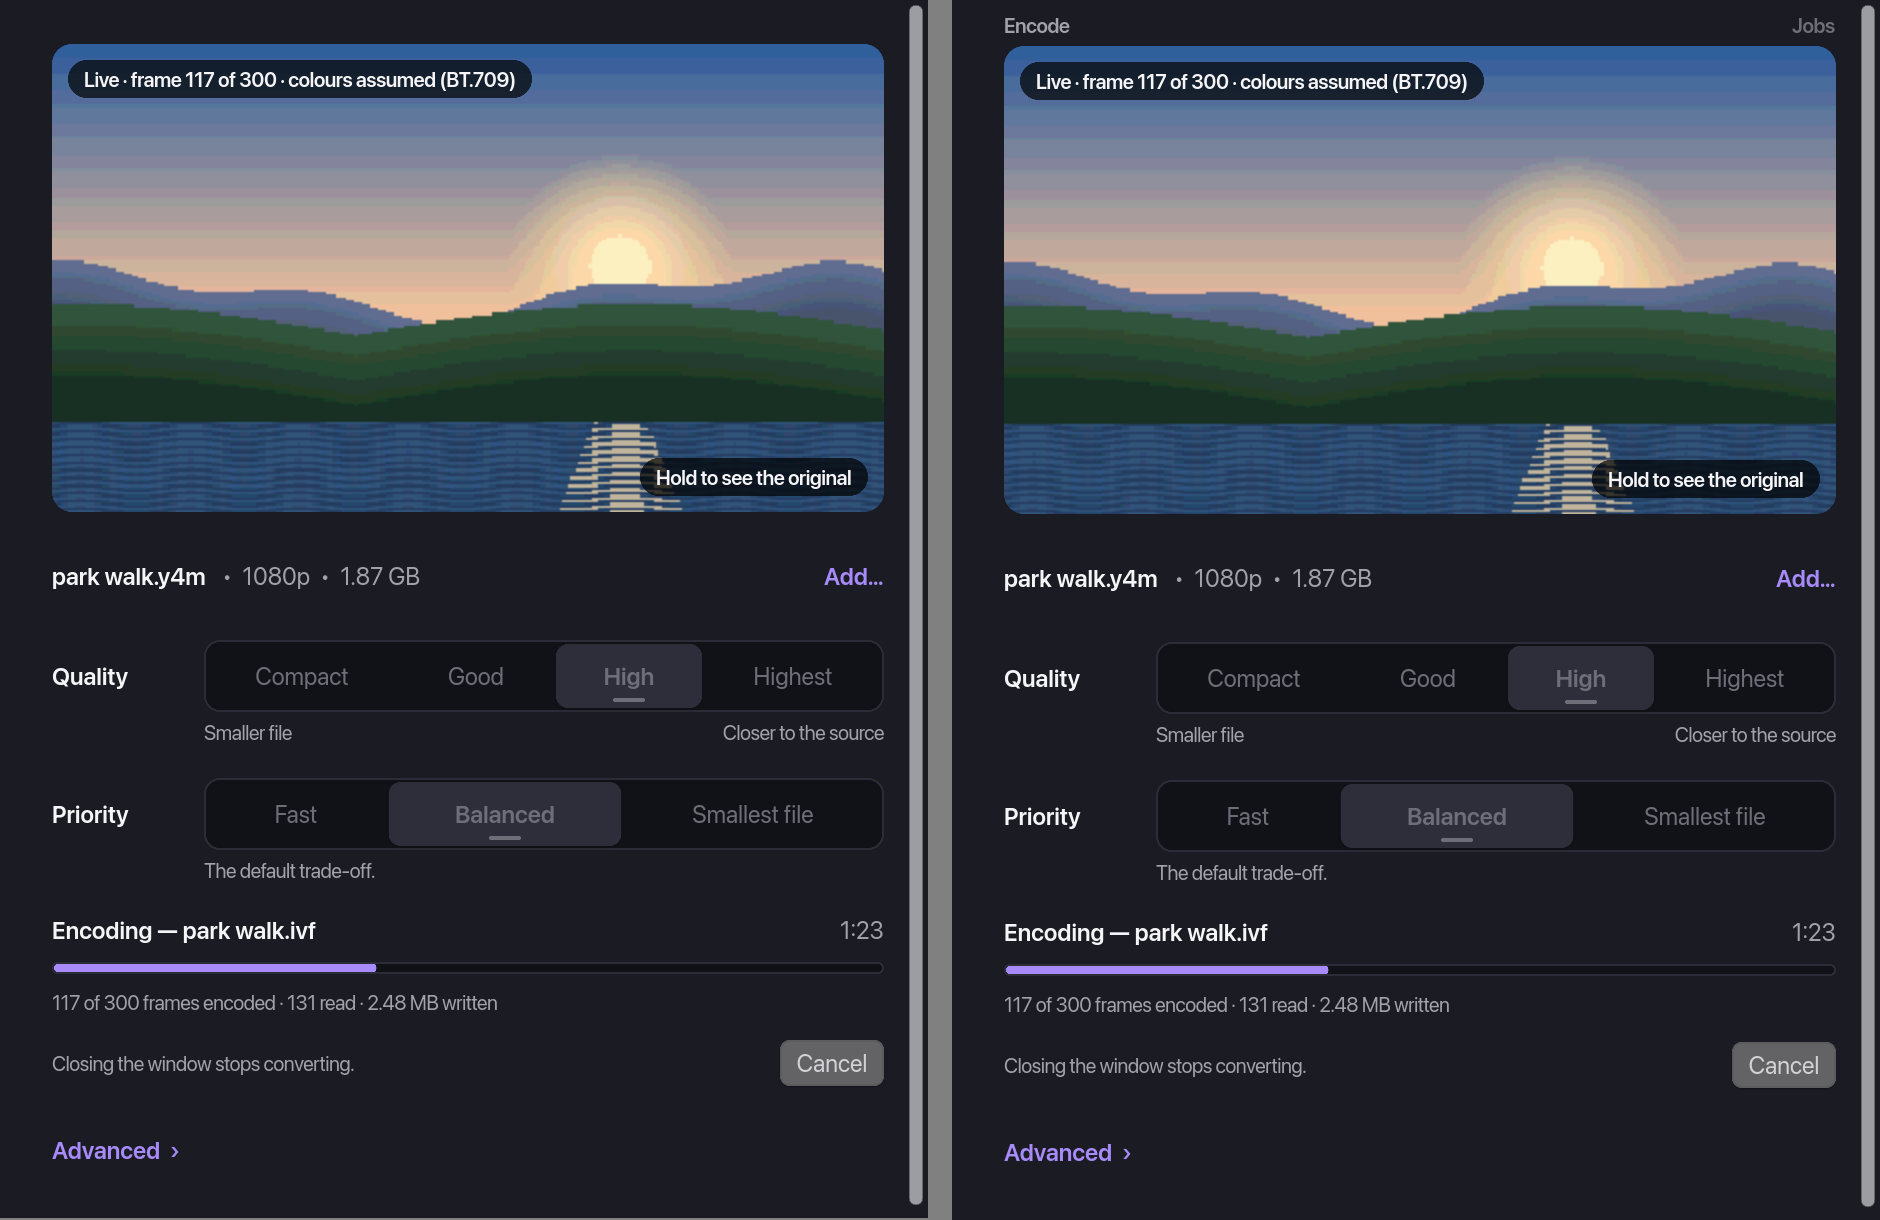 Live · frame 117 of 300 · colours assumed (BT.709)
Hold to see the original
park walk.y4m • 1080p • 1.87 GB Add...
Quality Compact Good High Highest
Smaller file Closer to the source
Priority Fast Balanced Smallest file
The default trade-off.
Encoding — park walk.ivf 1:23
117 of 300 frames encoded · 131 read · 2.48 MB written
Closing the window stops converting. Cancel
Advanced ›
Encode Jobs
Live · frame 117 of 300 · colours assumed (BT.709)
Hold to see the original
park walk.y4m • 1080p • 1.87 GB Add...
Quality Compact Good High Highest
Smaller file Closer to the source
Priority Fast Balanced Smallest file
The default trade-off.
Encoding — park walk.ivf 1:23
117 of 300 frames encoded · 131 read · 2.48 MB written
Closing the window stops converting. Cancel
Advanced ›